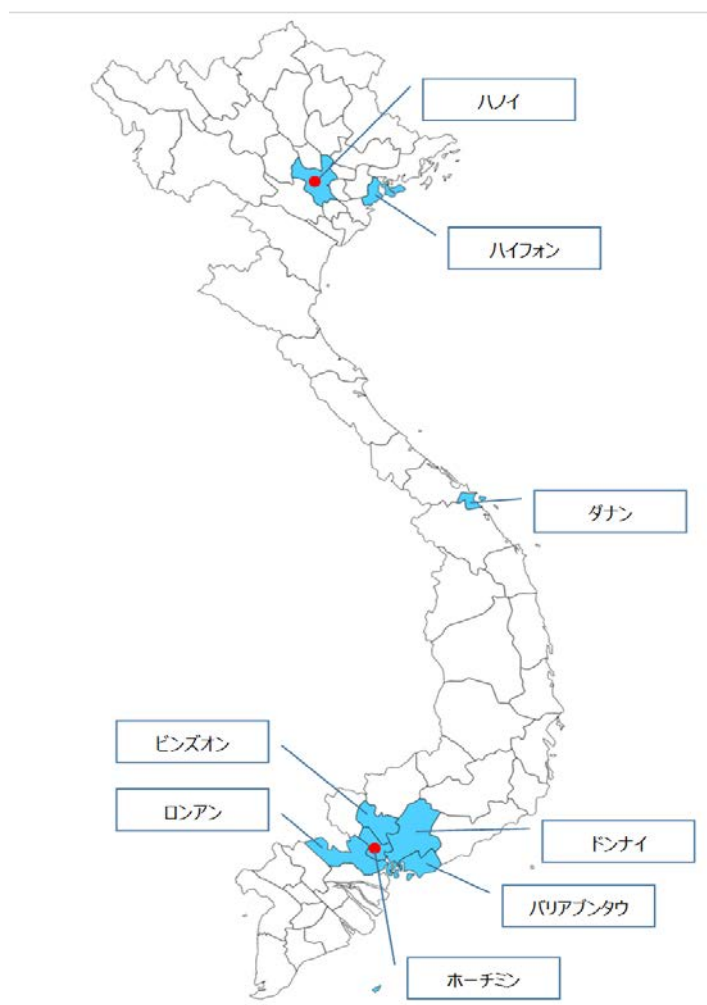 ハノイ
ハイフォン
ダナン
ビンズオン
ロンアン
ドンナイ
バリアブンタウ
ホーチミン